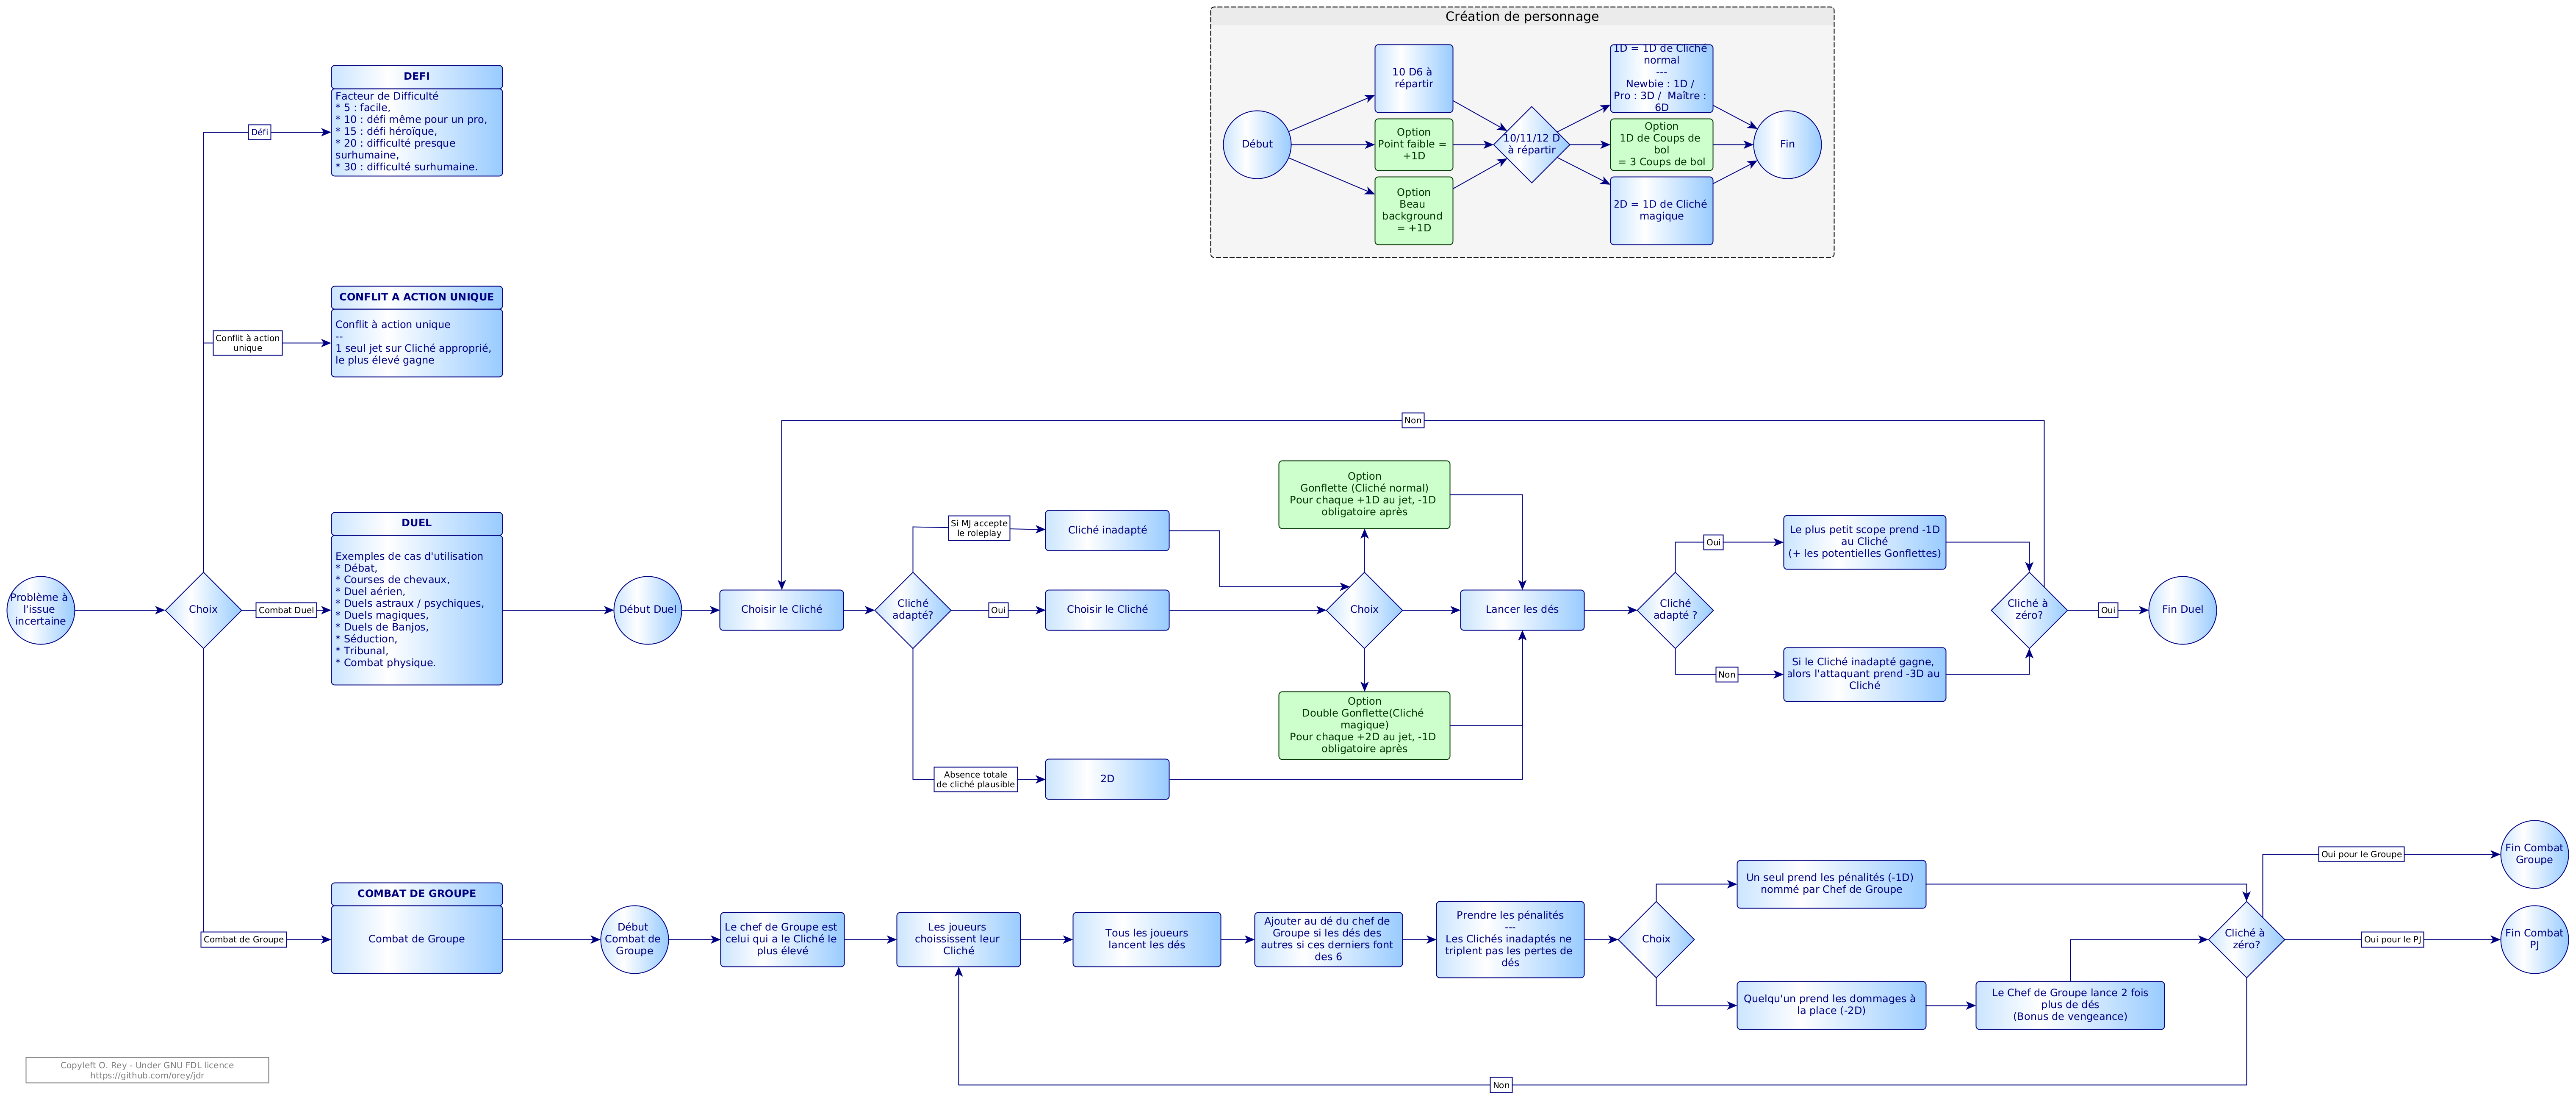 Création de personnage
Début
10 D6 à
répartir
Option
Point faible =
+1D
Option
Beau
background
= +1D
10/11/12 D
à répartir
1D = 1D de Cliché
normal
---
Newbie : 1D /
Pro : 3D / Maître :
6D
Option
1D de Coups de
bol
= 3 Coups de bol
2D = 1D de Cliché
magique
Fin
Problème à
l'issue
incertaine
Choix
Défi
DEFI
Facteur de Difficulté
* 5 : facile,
* 10 : défi même pour un pro,
* 15 : défi héroïque,
* 20 : difficulté presque
surhumaine,
* 30 : difficulté surhumaine.
Conflit à action
unique
CONFLIT A ACTION UNIQUE
Conflit à action unique
--
1 seul jet sur Cliché approprié,
le plus élevé gagne
Combat Duel
DUEL
Exemples de cas d'utilisation
* Débat,
* Courses de chevaux,
* Duel aérien,
* Duels astraux / psychiques,
* Duels magiques,
* Duels de Banjos,
* Séduction,
* Tribunal,
* Combat physique.
Début Duel
Choisir le Cliché
Cliché
adapté?
Si MJ accepte
le roleplay
Cliché inadapté
Oui
Choisir le Cliché
Absence totale
de cliché plausible
2D
Choix
Option
Gonflette (Cliché normal)
Pour chaque +1D au jet, -1D
obligatoire après
Option
Double Gonflette(Cliché
magique)
Pour chaque +2D au jet, -1D
obligatoire après
Lancer les dés
Cliché
adapté ?
Oui
Le plus petit scope prend -1D
au Cliché
(+ les potentielles Gonflettes)
Non
Si le Cliché inadapté gagne,
alors l'attaquant prend -3D au
Cliché
Cliché à
zéro?
Non
Oui
Fin Duel
Combat de Groupe
COMBAT DE GROUPE
Combat de Groupe
Début
Combat de
Groupe
Le chef de Groupe est
celui qui a le Cliché le
plus élevé
Les joueurs
choississent leur
Cliché
Tous les joueurs
lancent les dés
Ajouter au dé du chef de
Groupe si les dés des
autres si ces derniers font
des 6
Prendre les pénalités
---
Les Clichés inadaptés ne
triplent pas les pertes de
dés
Choix
Un seul prend les pénalités (-1D)
nommé par Chef de Groupe
Quelqu'un prend les dommages à
la place (-2D)
Le Chef de Groupe lance 2 fois
plus de dés
(Bonus de vengeance)
Cliché à
zéro?
Oui pour le Groupe
Fin Combat
Groupe
Oui pour le PJ
Fin Combat
PJ
Non
Copyleft O. Rey - Under GNU FDL licence
https://github.com/orey/jdr